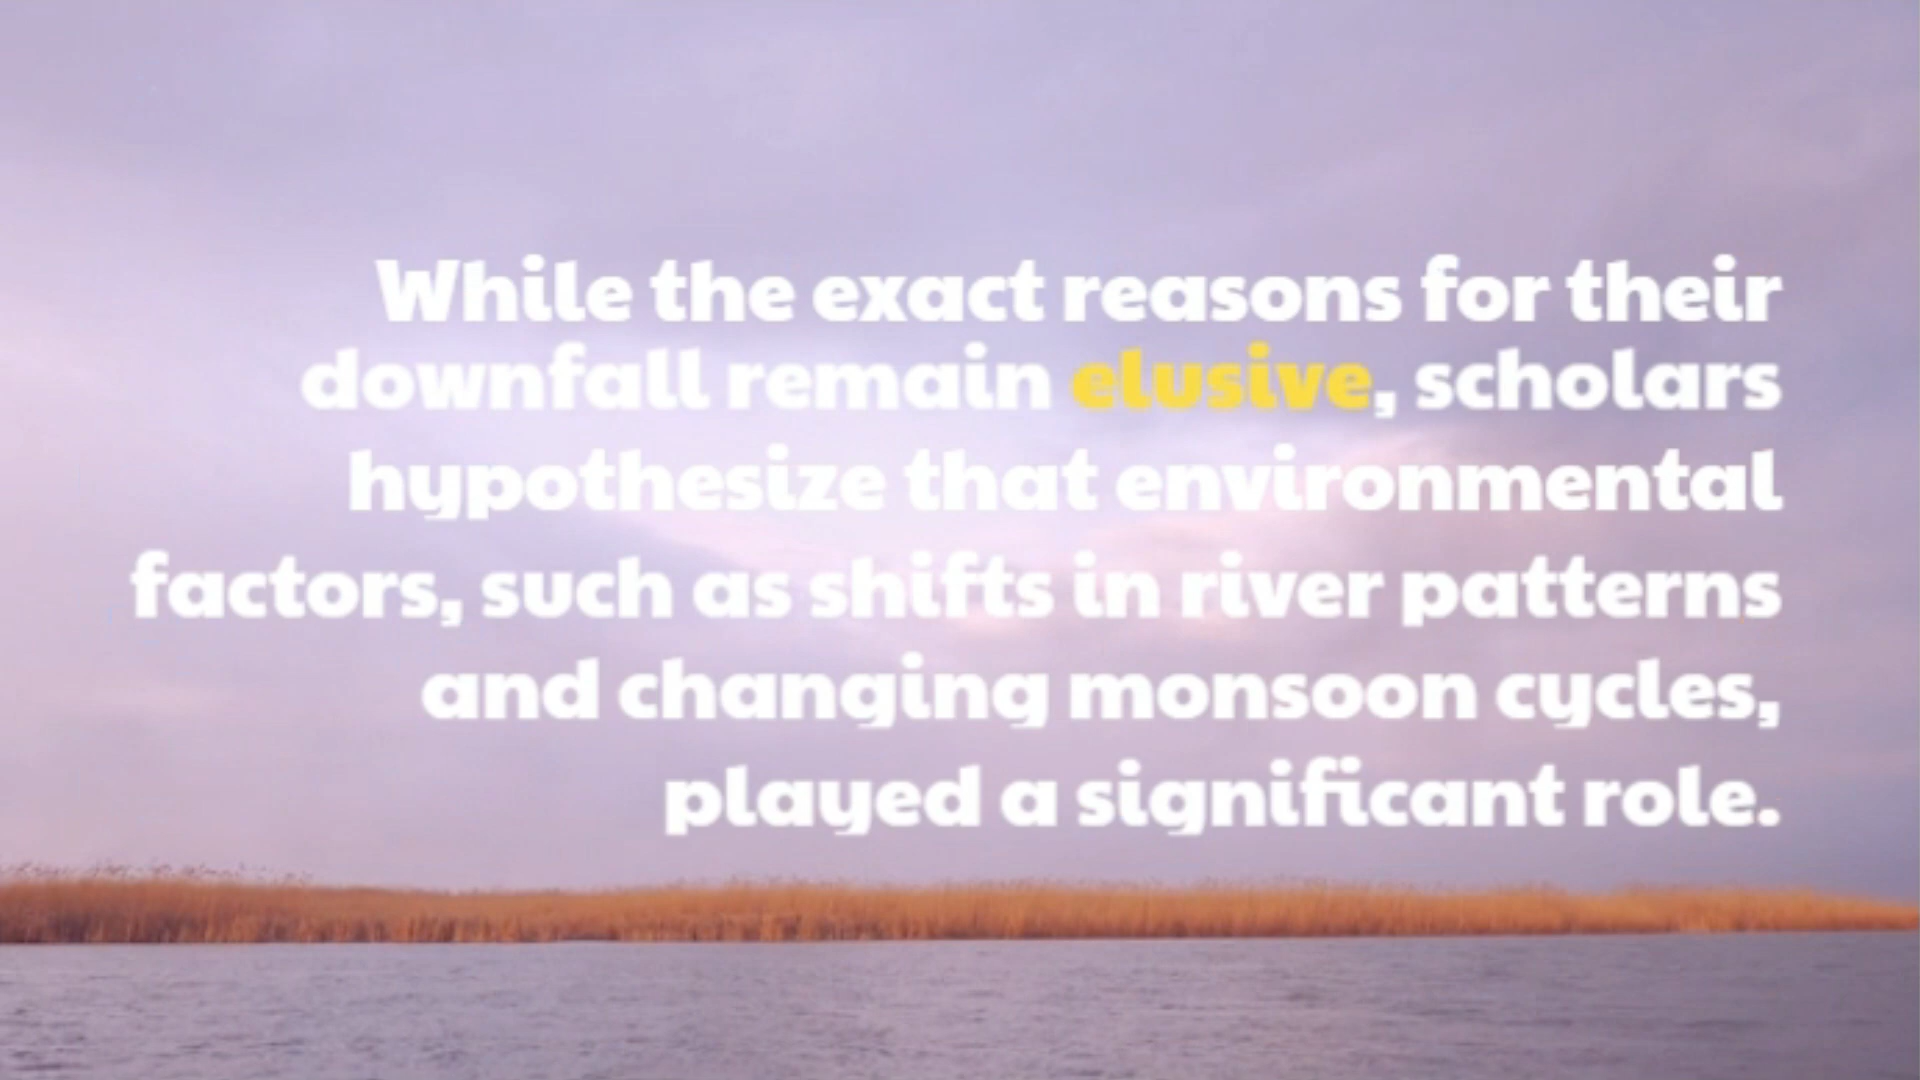 While the exact reasons for their
downfall remain elusive, scholars
hypothesize that environmental
factors, such as shifts in river patterns
and changing monsoon cycles,
played a significant role.